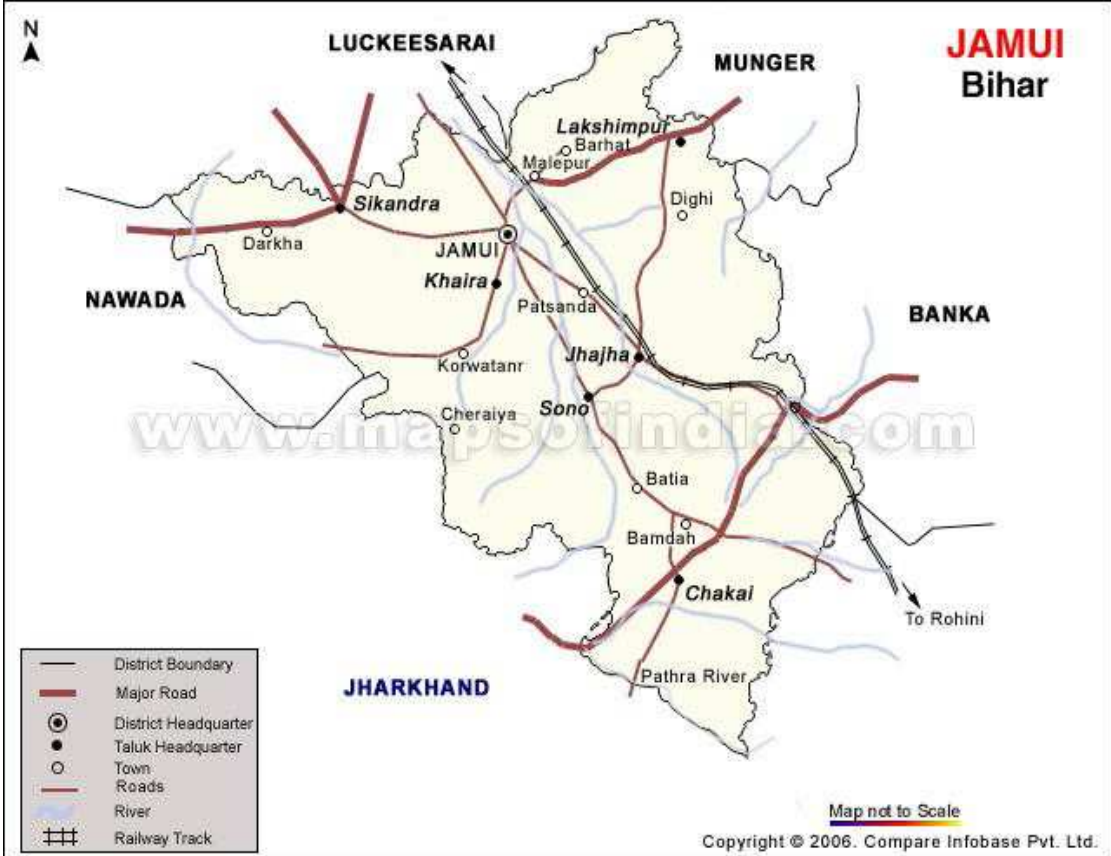 N
LUCKEESARAI
MUNGER
JAMUI
Bihar
Lakshimpur
Barhat
Malepur
Dighi
Sikandra
Darkha
JAMUI
Khaira
NAWADA
Patsanda
BANKA
Korwatanr
Jhajha
Sono
Cheraiya
www.mapsofindia.com
Batia
Bamdah
Chakai
To Rohini
JHARKHAND
Pathra River
District Boundary
Major Road
District Headquarter
Taluk Headquarter
Town
Roads
River
Railway Track
Map not to Scale
Copyright © 2006. Compare Infobase Pvt. Ltd.